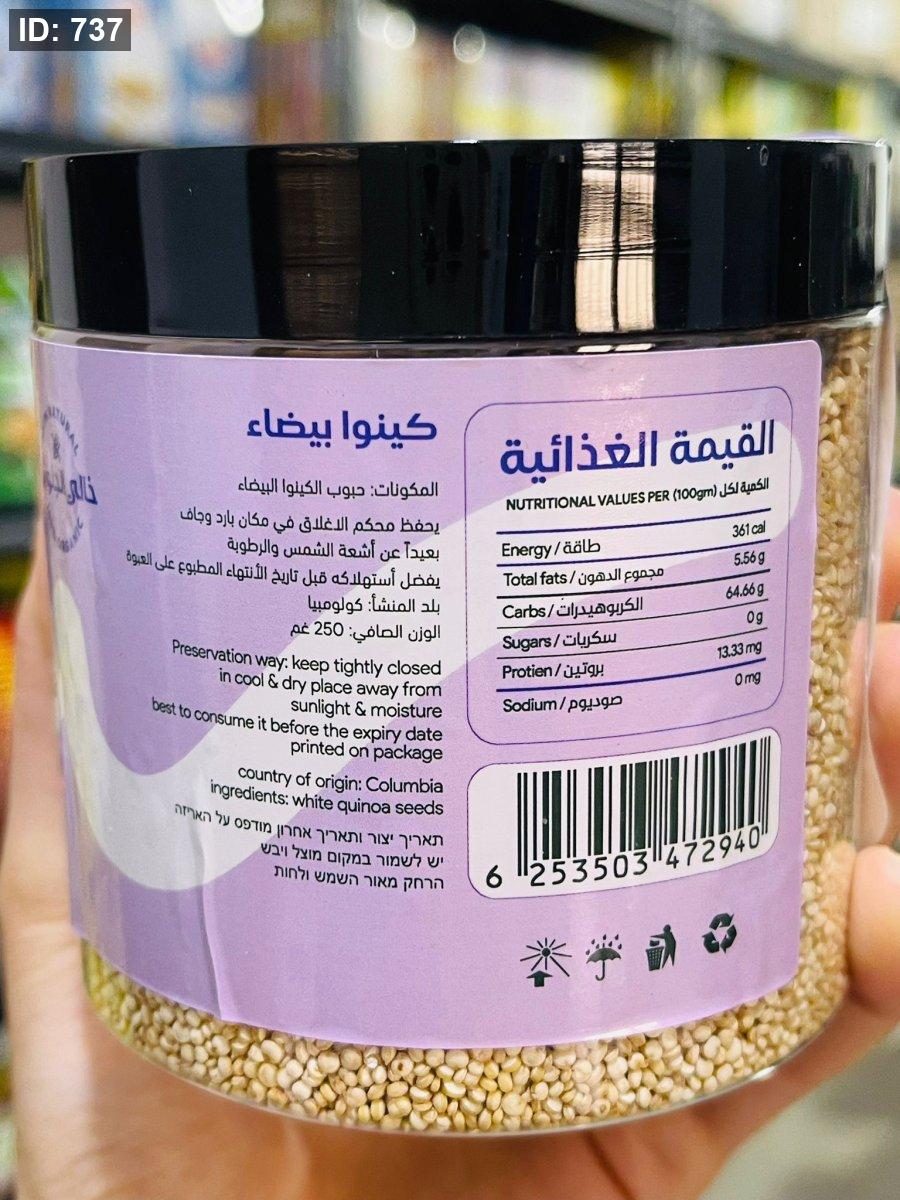 ID: 737
NATURAL
خالي
كينوا بيضاء
المكونات: حبوب الكينوا البيضاء
يحفظ محكم الاغلاق في مكان بارد وجاف
بعيداً عن أشعة الشمس والرطوبة
يفضل أستهلاكه قبل تاريخ الأنتهاء المطبوع على العبوة
بلد المنشأ: كولومبيا
الوزن الصافي: 250 غم
Preservation way: keep tightly closed
in cool & dry place away from
sunlight & moisture
best to consume it before the expiry date
printed on package
country of origin: Columbia
ingredients: white quinoa seeds
תאריך יצור ותאריך אחרון מודפס על האריזה
יש לשמור במקום מוצל ויבש
הרחק מאור השמש ולחות
القيمة الغذائية
NUTRITIONAL VALUES PER (100gm) الكمية لكل
Energy / طاقة 361 cal
Total fats / مجموع الدهون 5.56 g
Carbs / الكربوهيدرات 64.66 g
Sugars / سكريات 0 g
Protien / بروتين 13.33 mg
Sodium / صوديوم 0 mg
6 253503 472940